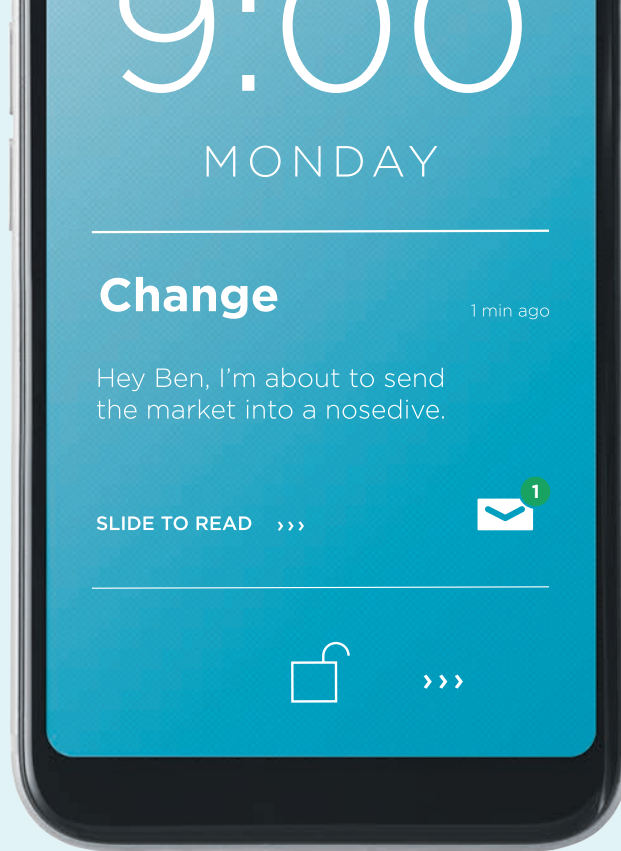 9:00
MONDAY
Change
1 min ago
Hey Ben, I'm about to send
the market into a nosedive.
SLIDE TO READ >>>
1
>>>